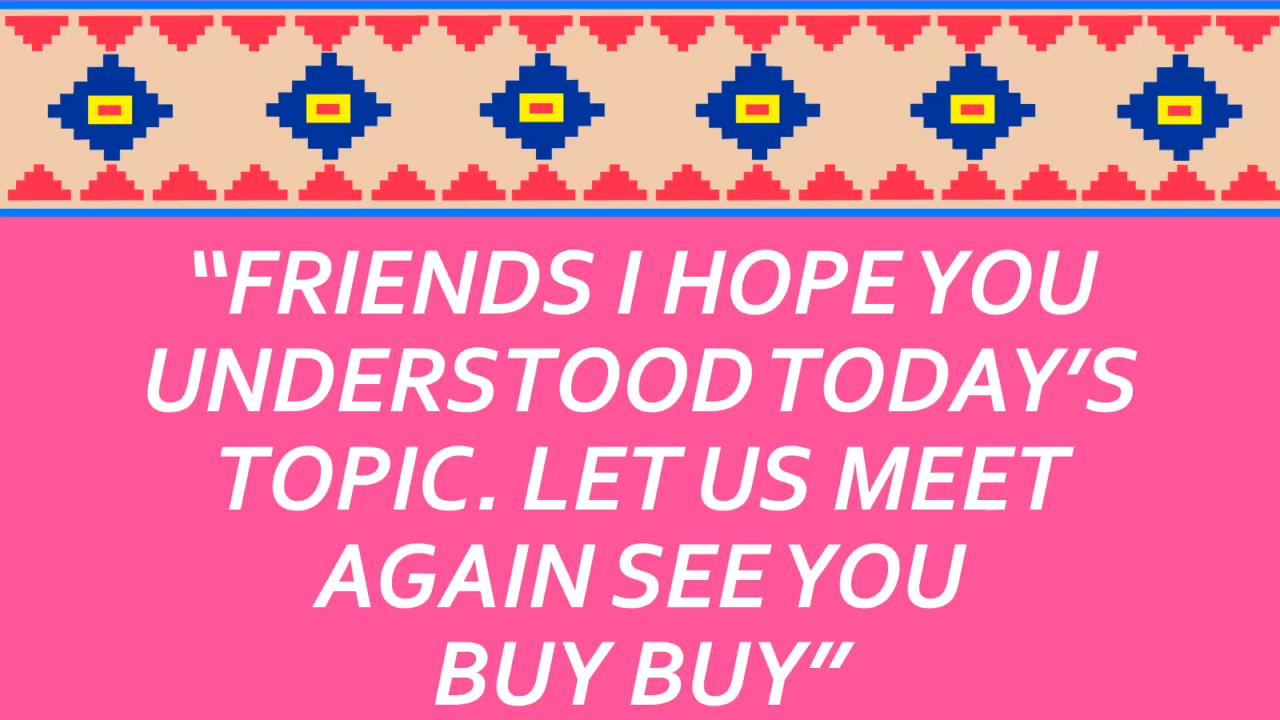 “FRIENDS I HOPE YOU
UNDERSTOOD TODAY’S
TOPIC. LET US MEET
AGAIN SEE YOU
BUY BUY”